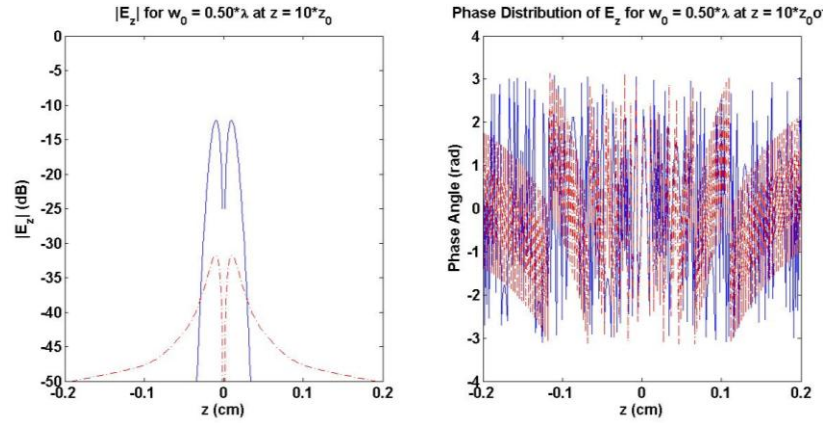 |E_z| for w_0 = 0.50*λ at z = 10*z_0
0
-5
-10
-15
-20
-25
-30
-35
-40
-45
-50
|E_z| (dB)
-0.2 -0.1 0 0.1 0.2
z (cm)
Phase Distribution of E_z for w_0 = 0.50*λ at z = 10*z_0of
4
3
2
1
0
-1
-2
-3
-4
Phase Angle (rad)
-0.2 -0.1 0 0.1 0.2
z (cm)